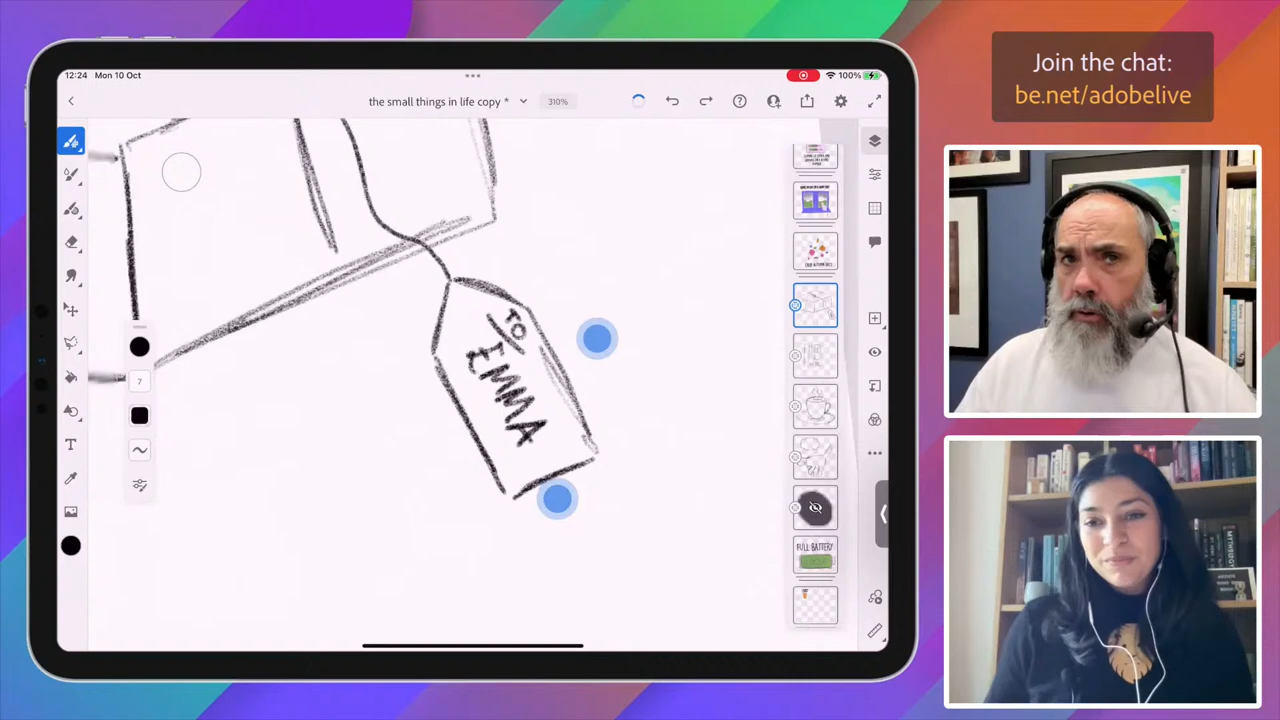 Join the chat:
be.net/adobelive
12:24 Mon 10 Oct
100%
the small things in life copy *
310%
TO
EMMA
7
T
FULL BATTERY